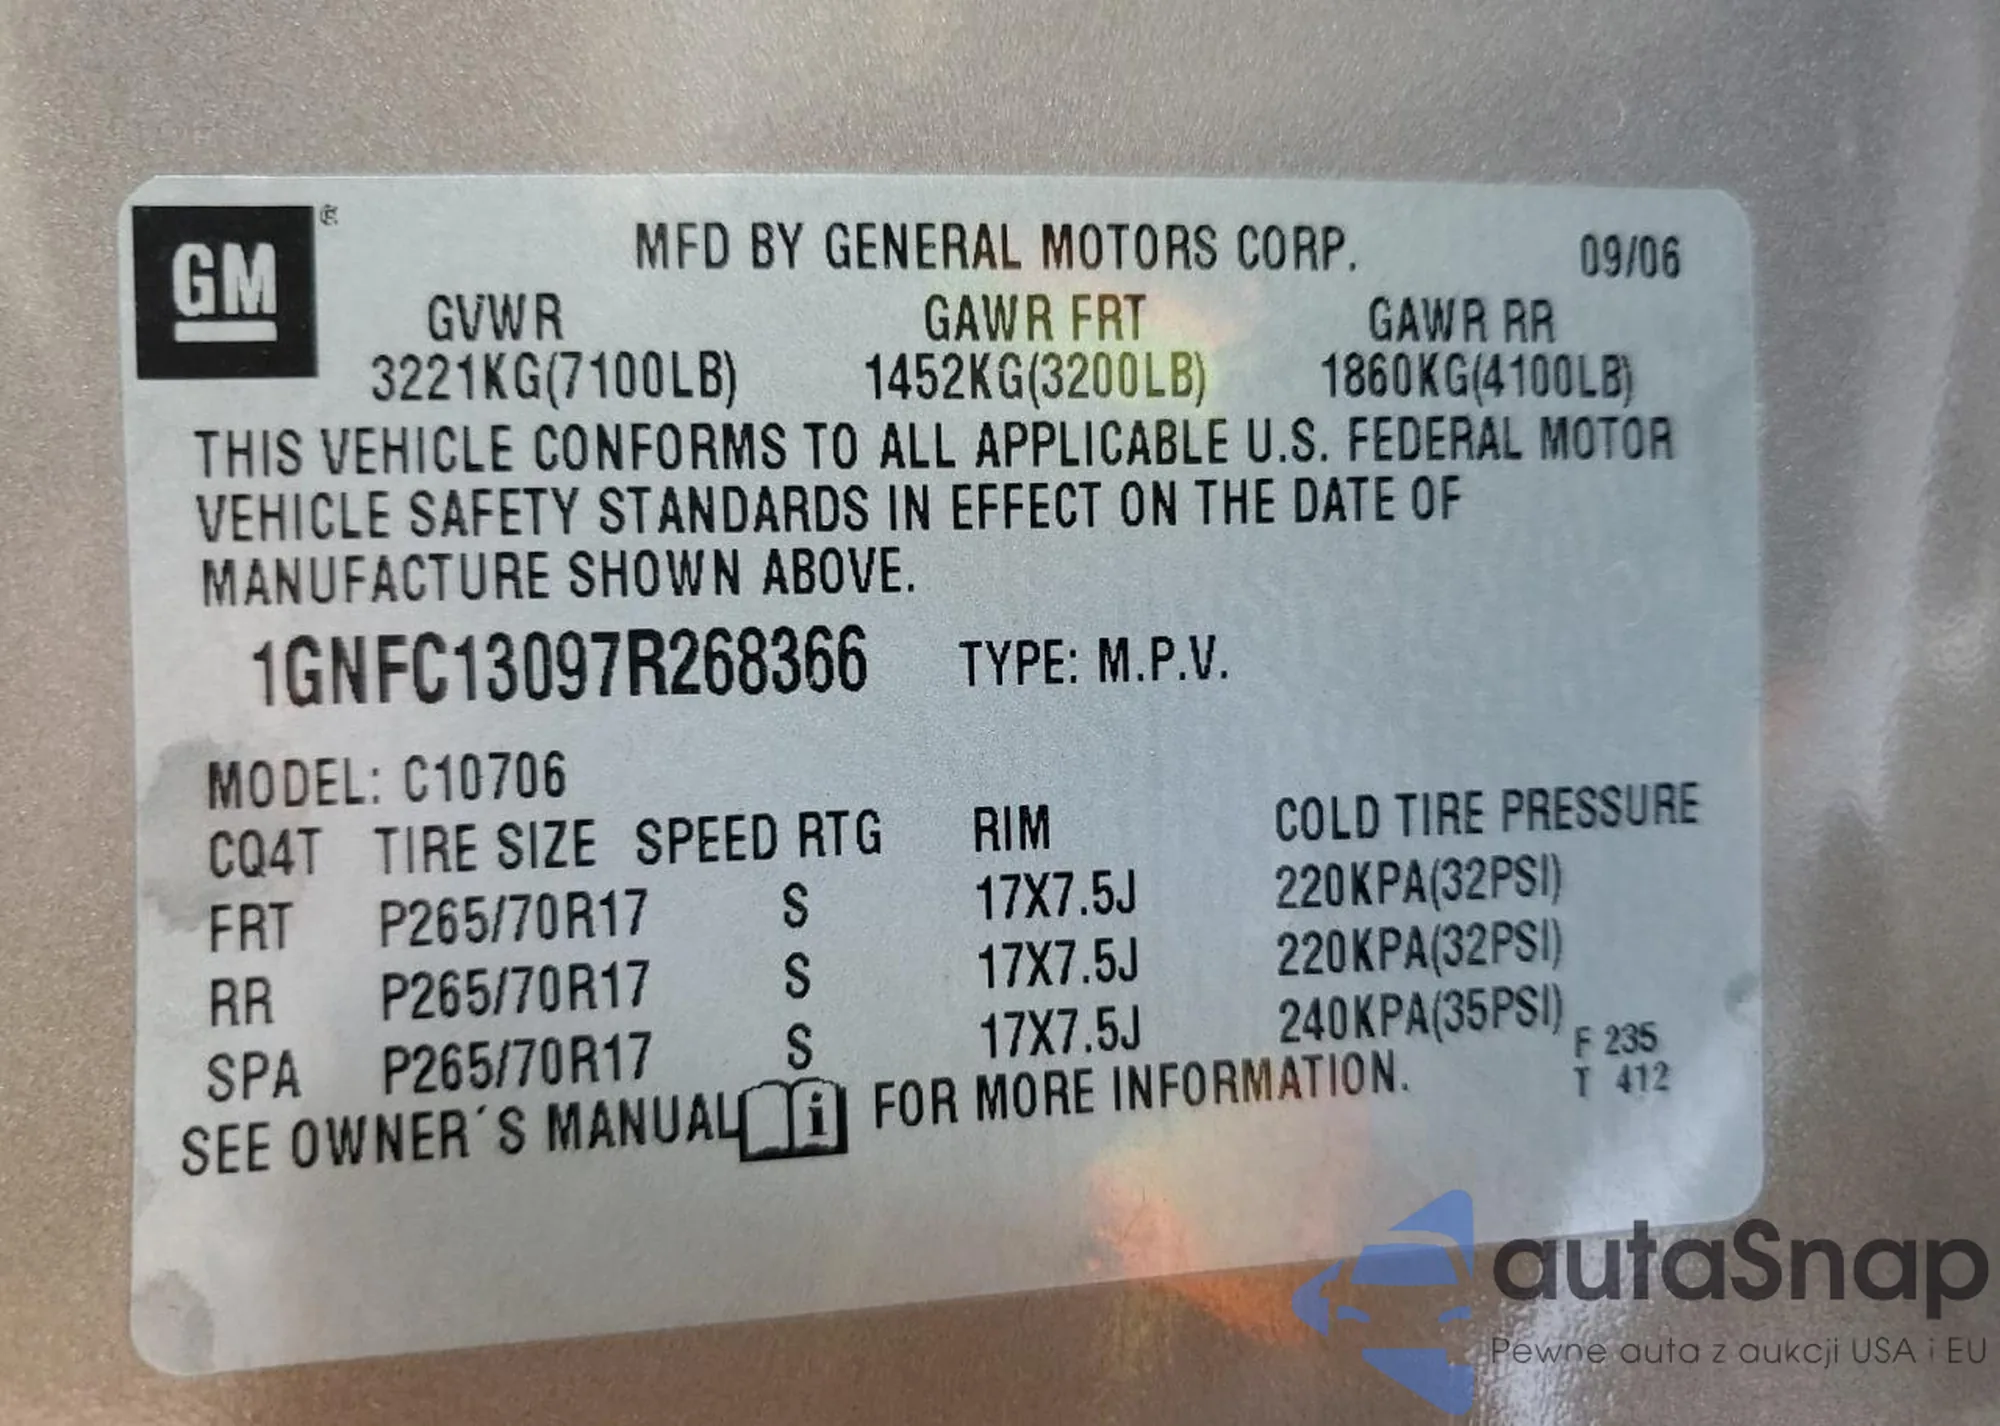 GM ®
MFD BY GENERAL MOTORS CORP. 09/06
GVWR GAWR FRT GAWR RR
3221KG(7100LB) 1452KG(3200LB) 1860KG(4100LB)
THIS VEHICLE CONFORMS TO ALL APPLICABLE U.S. FEDERAL MOTOR
VEHICLE SAFETY STANDARDS IN EFFECT ON THE DATE OF
MANUFACTURE SHOWN ABOVE.
1GNFC13097R268366 TYPE: M.P.V.
MODEL: C10706
CQ4T TIRE SIZE SPEED RTG RIM COLD TIRE PRESSURE
FRT P265/70R17 S 17X7.5J 220KPA(32PSI)
RR P265/70R17 S 17X7.5J 220KPA(32PSI)
SPA P265/70R17 S 17X7.5J 240KPA(35PSI)
F 235
T 412
SEE OWNER´S MANUAL i FOR MORE INFORMATION.
autaSnap
Pewne auta z aukcji USA i EU